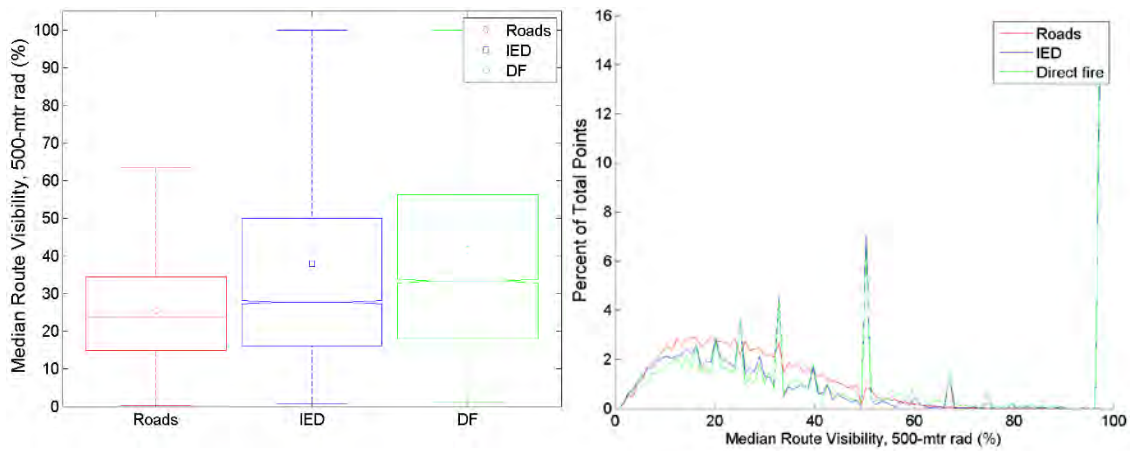 Median Route Visibility, 500-mtr rad (%)
100
90
80
70
60
50
40
30
20
10
0
Roads
IED
DF
Roads
IED
DF
Percent of Total Points
16
14
12
10
8
6
4
2
0
0
20
40
60
80
100
Median Route Visibility, 500-mtr rad (%)
Roads
IED
Direct fire